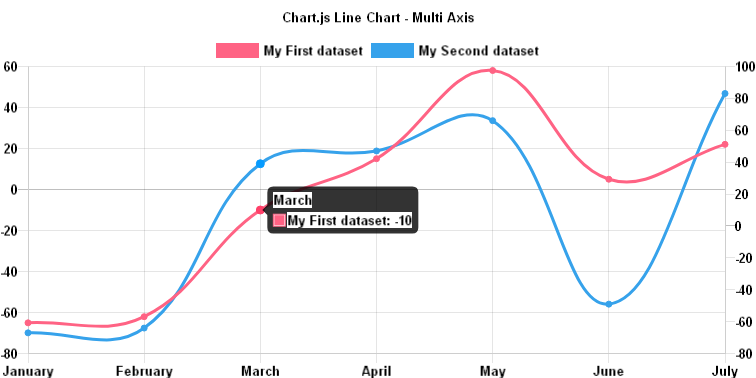 Chart.js Line Chart - Multi Axis
My First dataset My Second dataset
60 100
80
40
60
20 40
0 20
0
-20
-20
-40
-40
-60
-60
-80 -80
March
My First dataset: -10
January February March April May June July